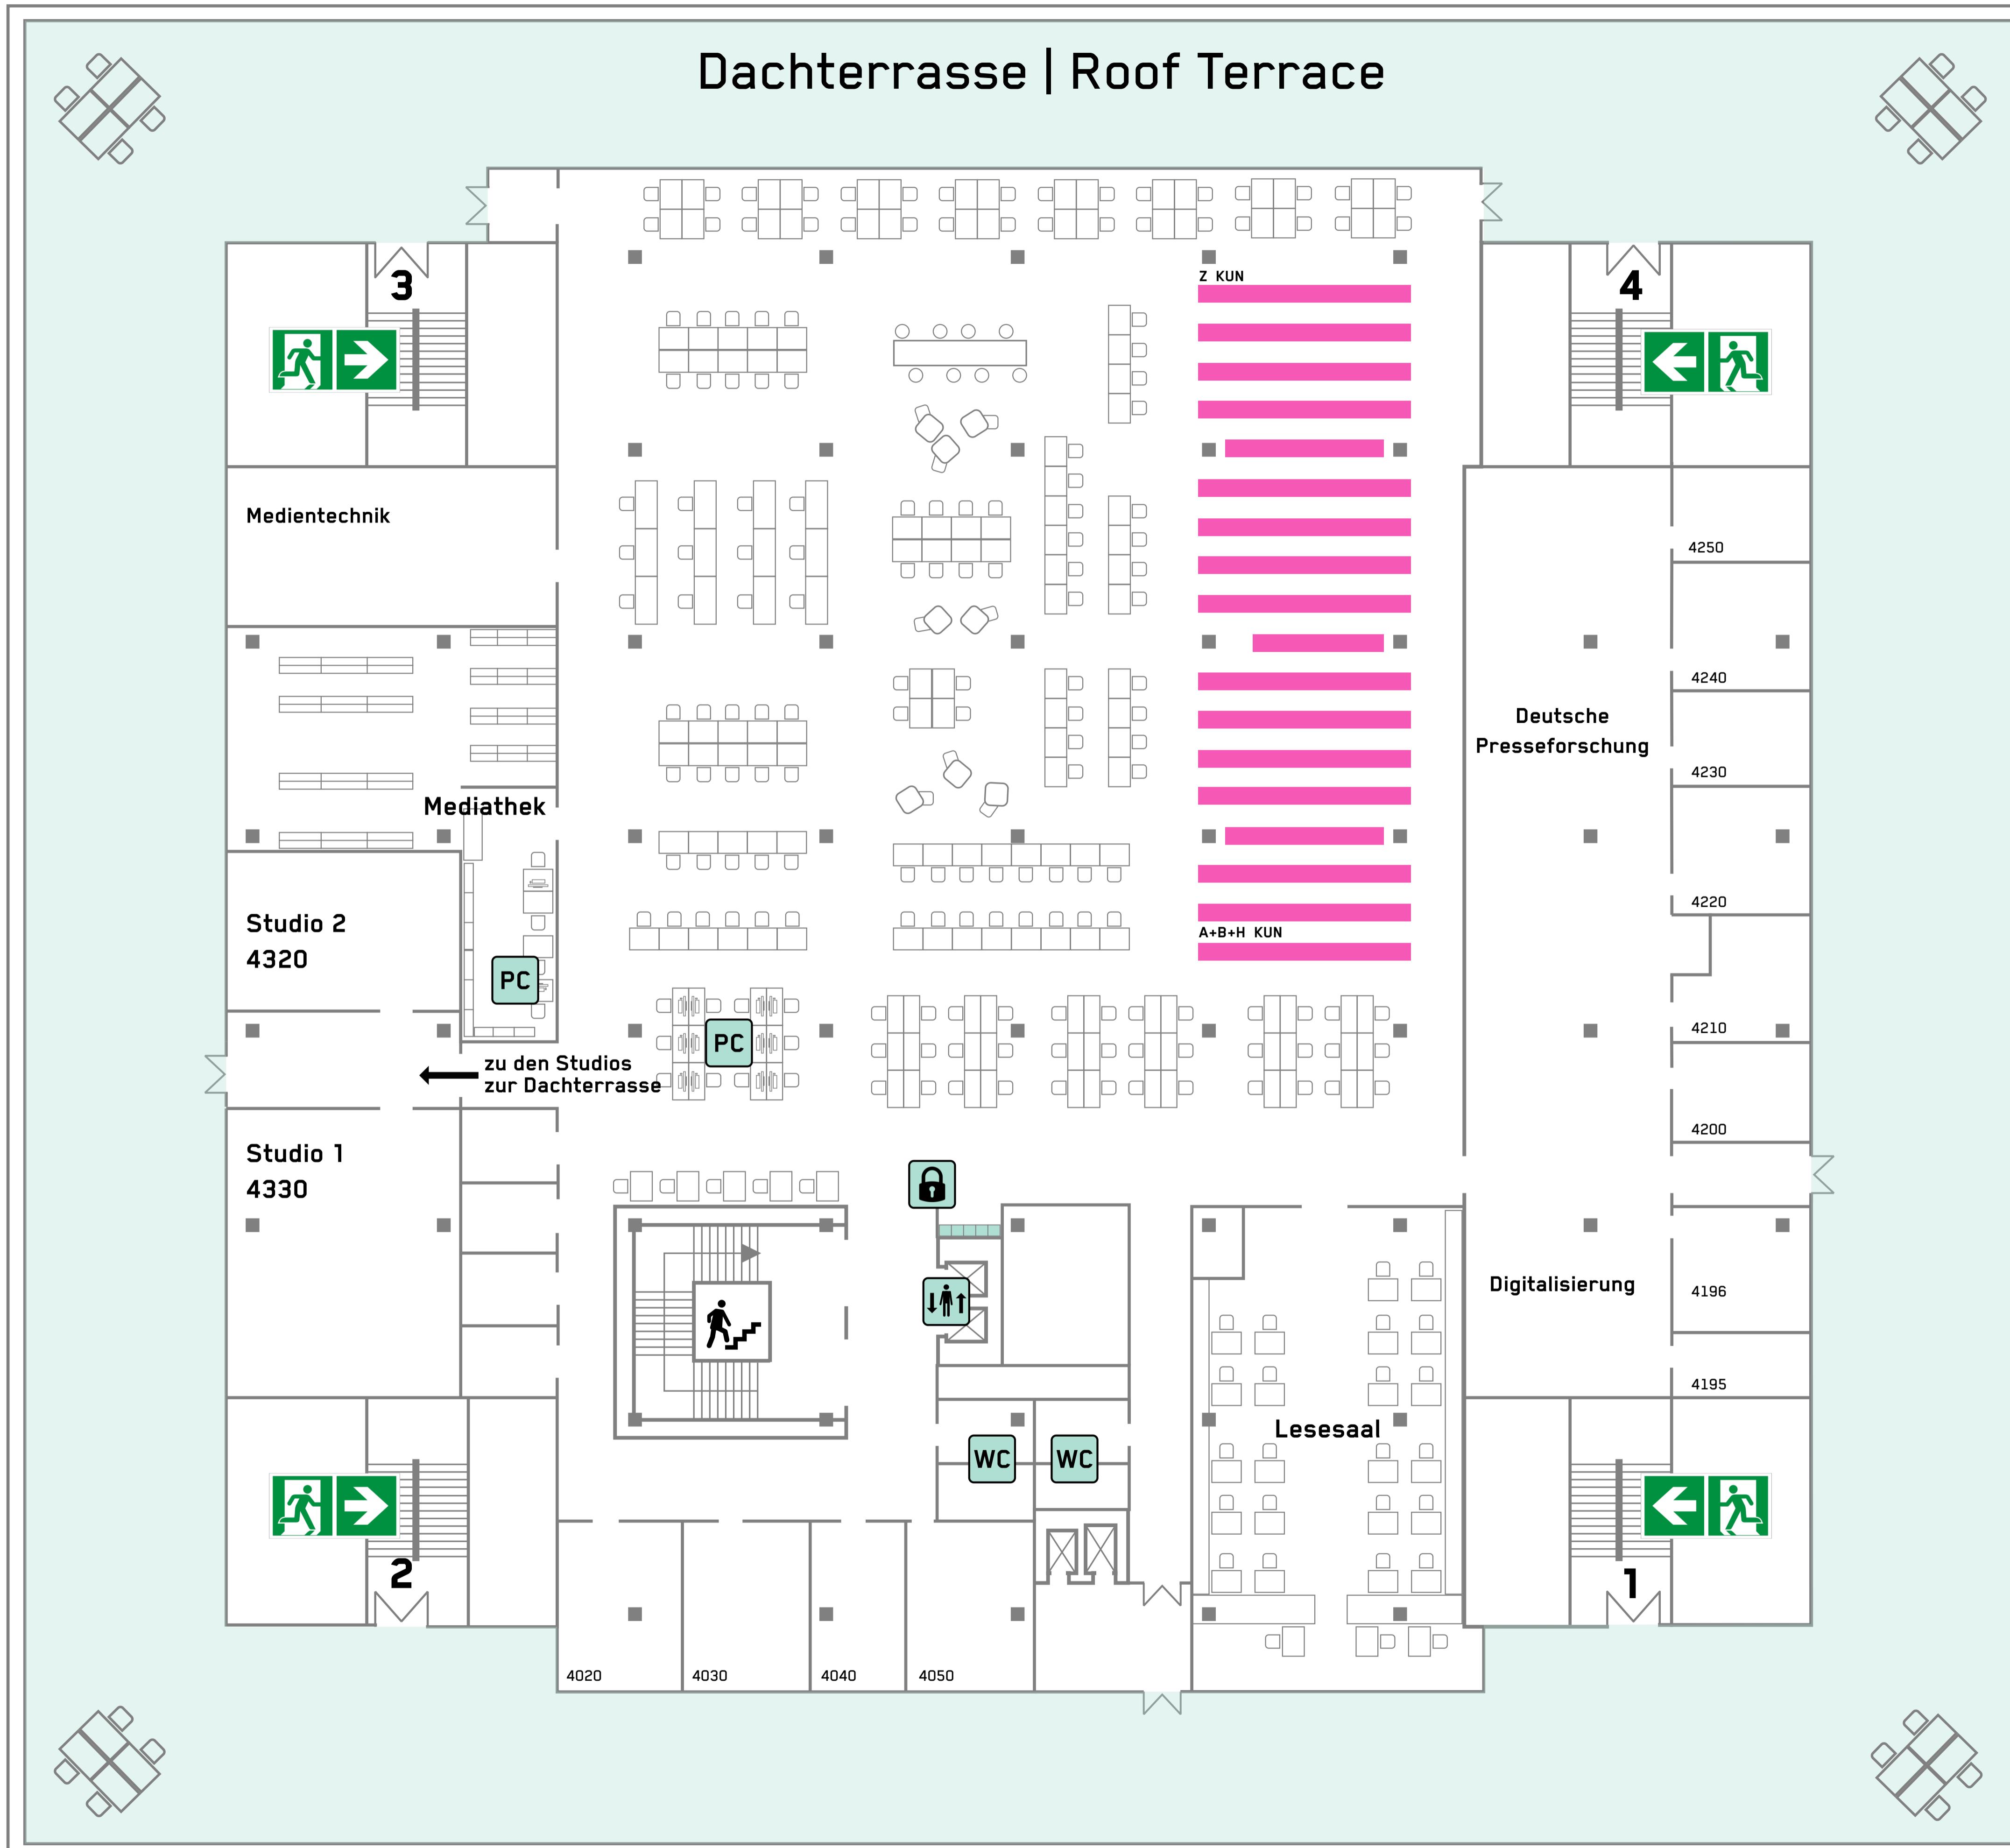 Dachterrasse | Roof Terrace
3
4
Z KUN
Medientechnik
4250
4240
Deutsche
Presseforschung
4230
Mediathek
Studio 2
4320
4220
A+B+H KUN
PC
PC
4210
zu den Studios
zur Dachterrasse
4200
Studio 1
4330
Digitalisierung
4196
4195
Lesesaal
WC
WC
2
1
4020
4030
4040
4050